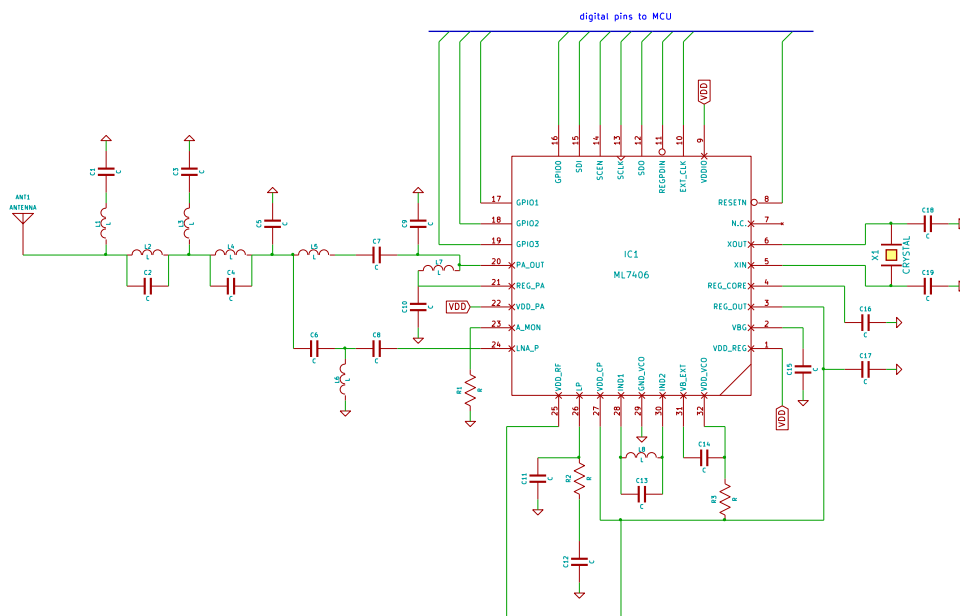 digital pins to MCU
VDD
16
15
14
13
12
11
10
9
GPIO0
SDI
SCEN
SCLK
SDO
REGPDIN
EXT_CLK
VDDIO
C1
C
C3
C
ANT1
ANTENNA
L1
L
L3
L
C5
C
C9
C
17
GPIO1
RESETN
8
18
GPIO2
N.C.
7
C18
C
19
GPIO3
XOUT
6
L2
L
L4
L
L5
L
C7
C
IC1
X1
CRYSTAL
20
PA_OUT
XIN
5
L7
L
ML7406
C2
C
C4
C
21
REG_PA
REG_CORE
4
C19
C
C10
C
VDD
22
VDD_PA
REG_OUT
3
C16
C
23
A_MON
VBG
2
C6
C
C8
C
24
LNA_P
VDD_REG
1
L6
L
R1
R
C15
C
C17
C
VDD_RF
LP
VDD_CP
IND1
GND_VCO
IND2
VB_EXT
VDD_VCO
25
26
27
28
29
30
31
32
VDD
C11
C
R2
R
L8
L
C14
C
C13
C
R3
R
C12
C